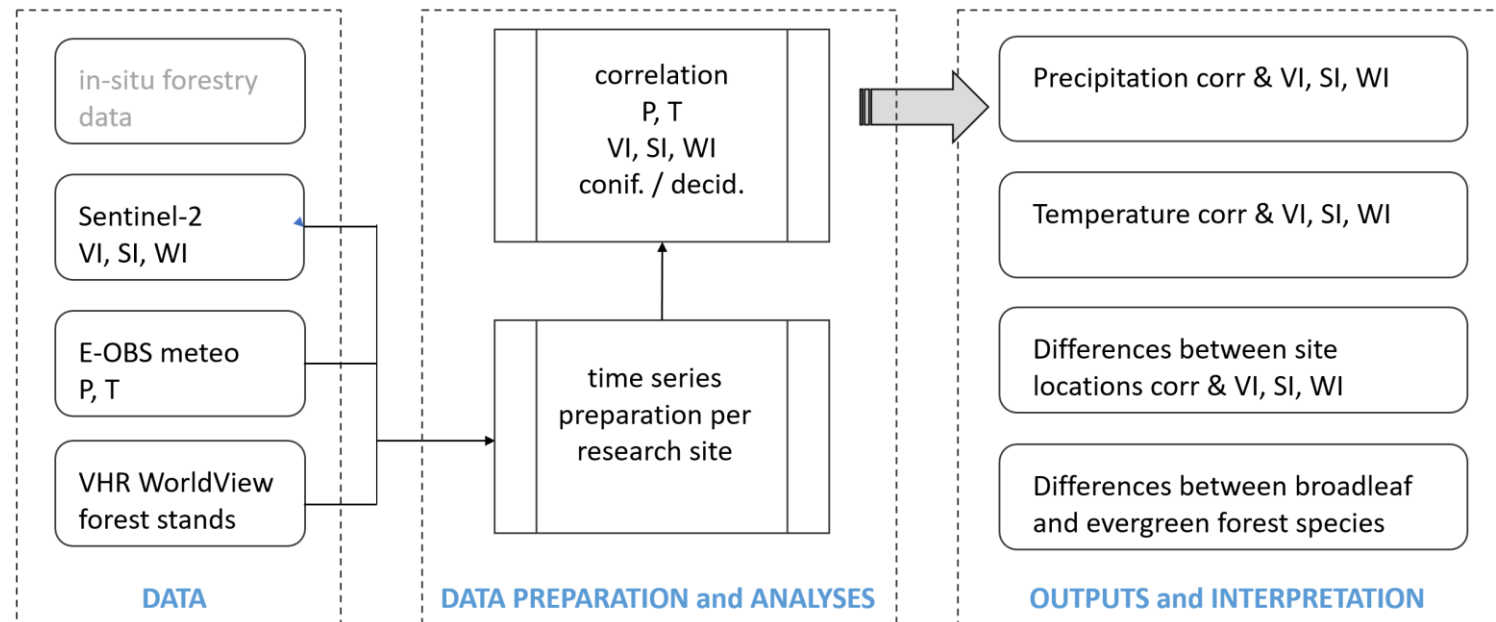 in-situ forestry
data
Sentinel-2
VI, SI, WI
E-OBS meteo
P, T
VHR WorldView
forest stands
DATA
correlation
P, T
VI, SI, WI
conif. / decid.
time series
preparation per
research site
DATA PREPARATION and ANALYSES
Precipitation corr & VI, SI, WI
Temperature corr & VI, SI, WI
Differences between site
locations corr & VI, SI, WI
Differences between broadleaf
and evergreen forest species
OUTPUTS and INTERPRETATION